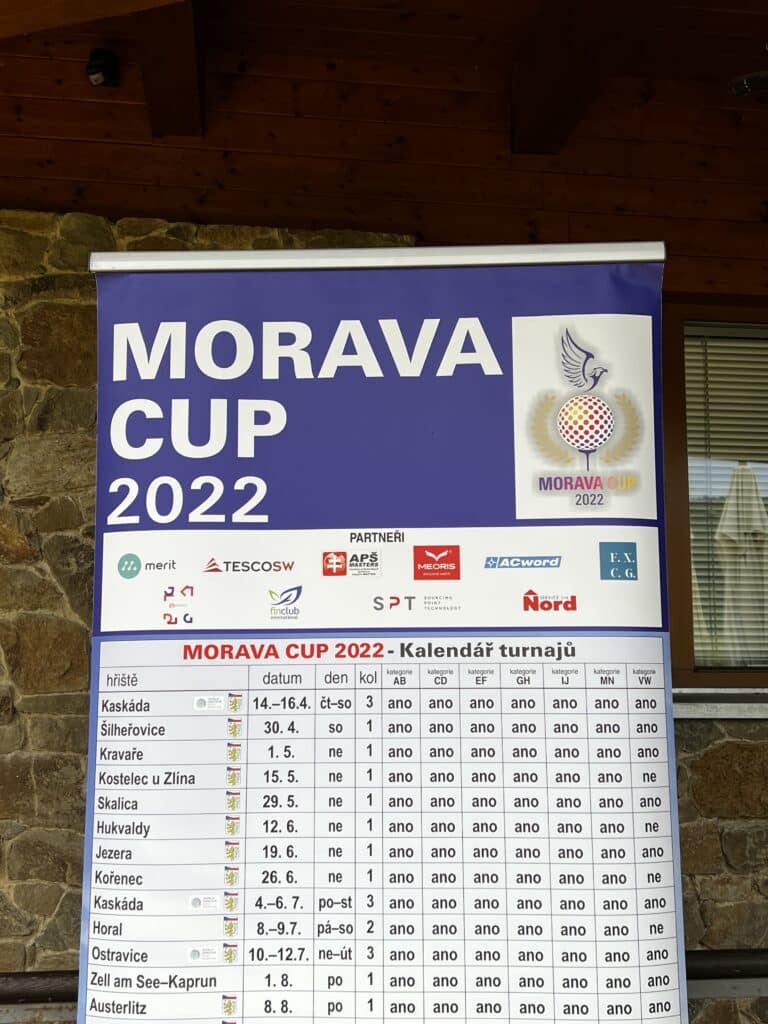 MORAVA
CUP
2022
MORAVA CUP
2022
PARTNEŘI
merit
TESCOSW
APŠ
MASTERS
MEORIS
ACword
F. X.
C. G.
finclub
international
SPT SOURCING
POINT
TECHNOLOGY
Nord
MORAVA CUP 2022 - Kalendář turnajů
hřiště datum den kol kategorie AB kategorie CD kategorie EF kategorie GH kategorie IJ kategorie MN kategorie VW
Kaskáda 14.–16.4. čt–so 3 ano ano ano ano ano ano ano
Šilheřovice 30. 4. so 1 ano ano ano ano ano ano ano
Kravaře 1. 5. ne 1 ano ano ano ano ano ano ano
Kostelec u Zlína 15. 5. ne 1 ano ano ano ano ano ano ne
Skalica 29. 5. ne 1 ano ano ano ano ano ano ano
Hukvaldy 12. 6. ne 1 ano ano ano ano ano ano ne
Jezera 19. 6. ne 1 ano ano ano ano ano ano ano
Kořenec 26. 6. ne 1 ano ano ano ano ano ano ne
Kaskáda 4.–6. 7. po–st 3 ano ano ano ano ano ano ano
Horal 8.–9.7. pá–so 2 ano ano ano ano ano ano ne
Ostravice 10.–12.7. ne–út 3 ano ano ano ano ano ano ano
Zell am See–Kaprun 1. 8. po 1 ano ano ano ano ano ano ano
Austerlitz 8. 8. po 1 ano ano ano ano ano ano ano